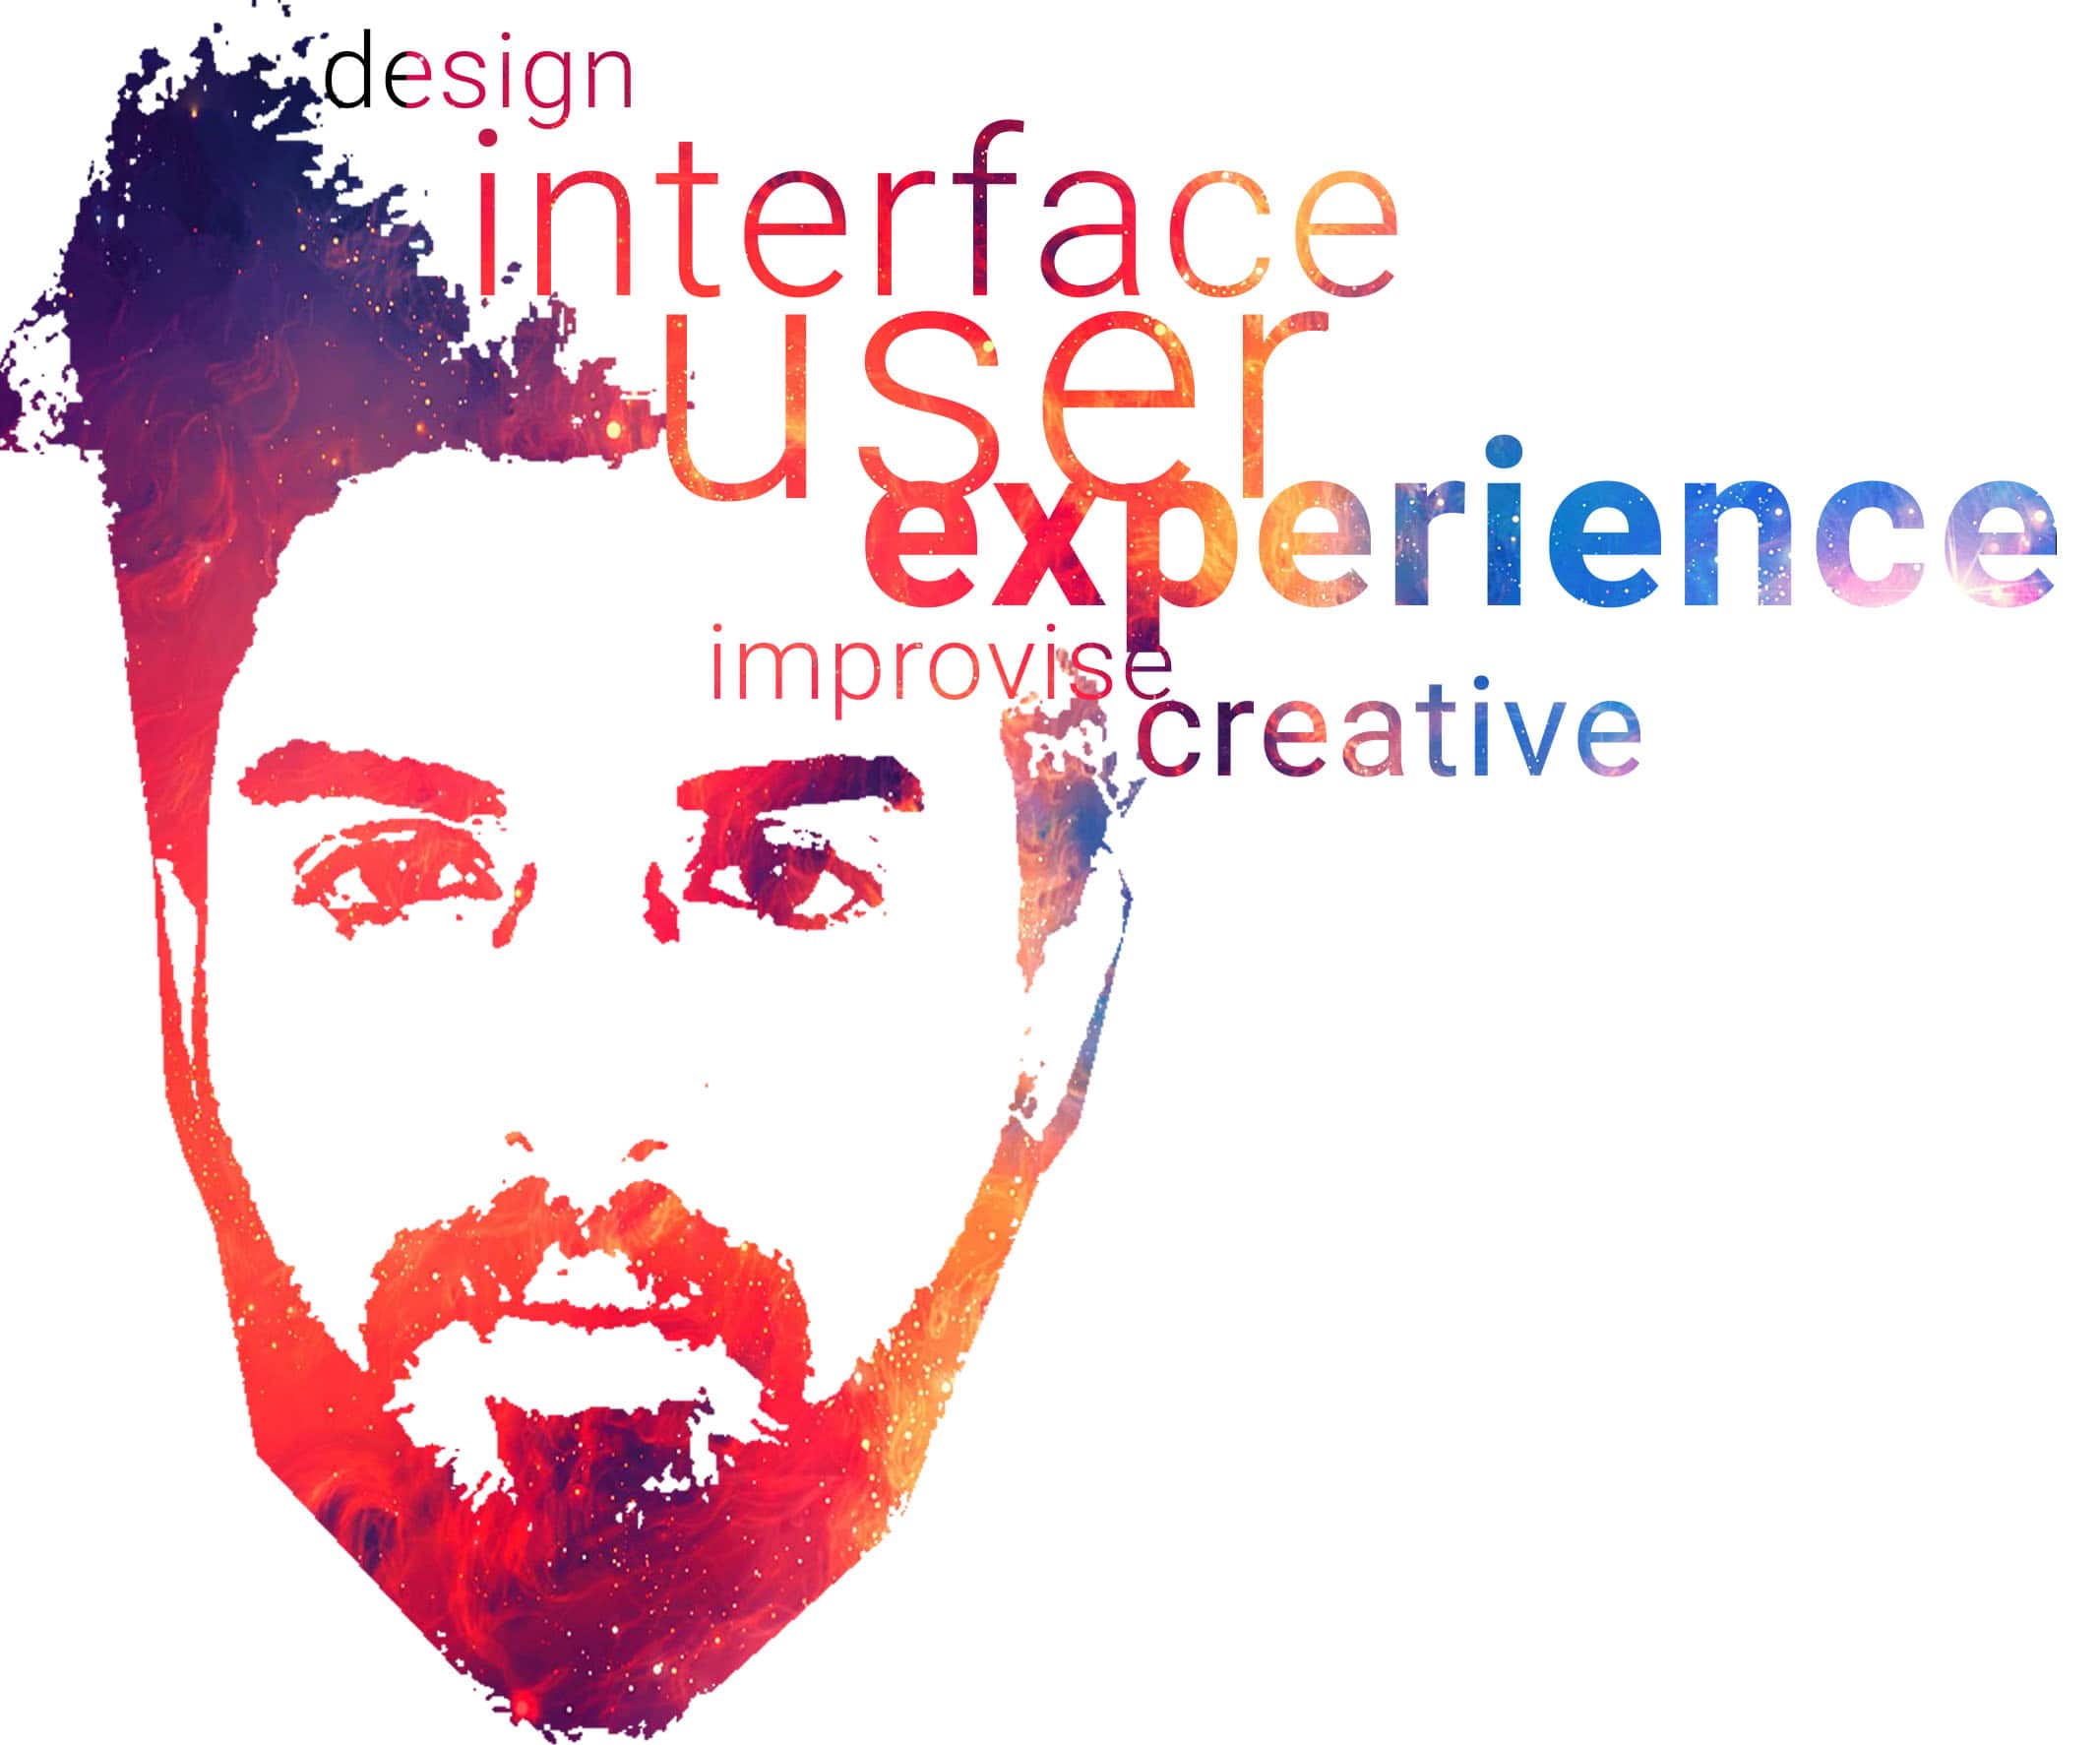 design
interface
user
experience
improvise
creative